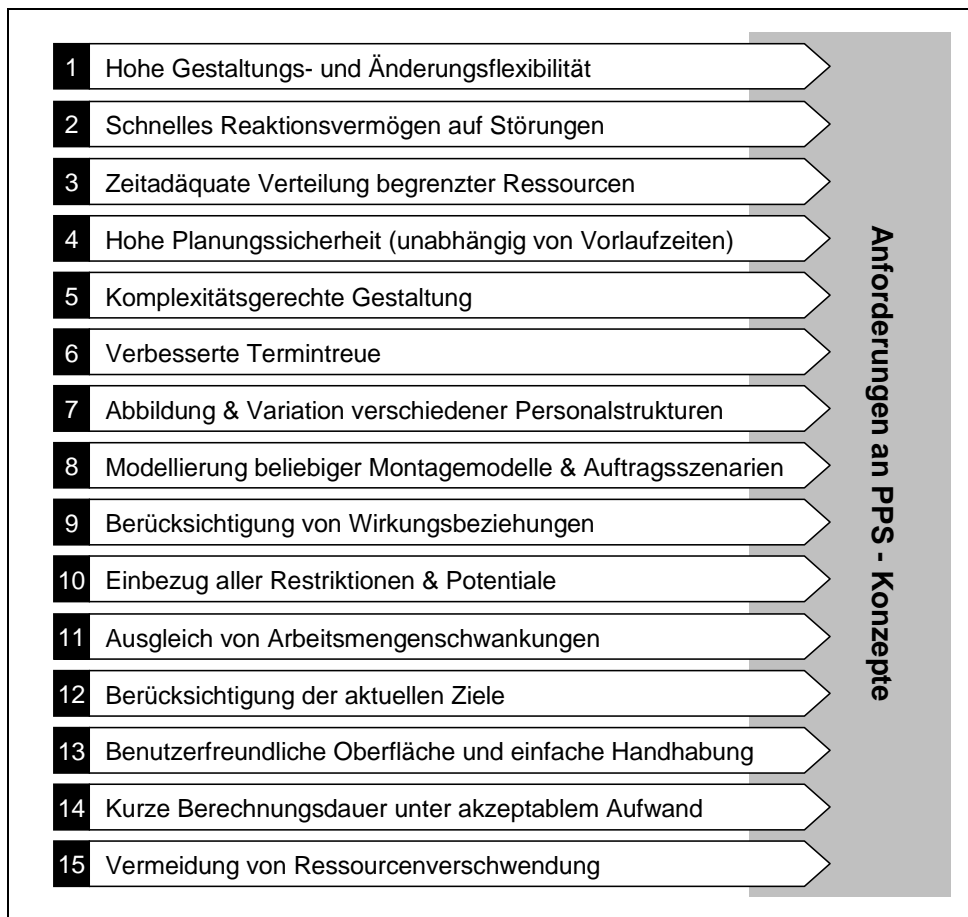 1 Hohe Gestaltungs- und Änderungsflexibilität
2 Schnelles Reaktionsvermögen auf Störungen
3 Zeitadäquate Verteilung begrenzter Ressourcen
4 Hohe Planungssicherheit (unabhängig von Vorlaufzeiten)
5 Komplexitätsgerechte Gestaltung
6 Verbesserte Termintreue
7 Abbildung & Variation verschiedener Personalstrukturen
8 Modellierung beliebiger Montagemodelle & Auftragsszenarien
9 Berücksichtigung von Wirkungsbeziehungen
10 Einbezug aller Restriktionen & Potentiale
11 Ausgleich von Arbeitsmengenschwankungen
12 Berücksichtigung der aktuellen Ziele
13 Benutzerfreundliche Oberfläche und einfache Handhabung
14 Kurze Berechnungsdauer unter akzeptablem Aufwand
15 Vermeidung von Ressourcenverschwendung
Anforderungen an PPS - Konzepte